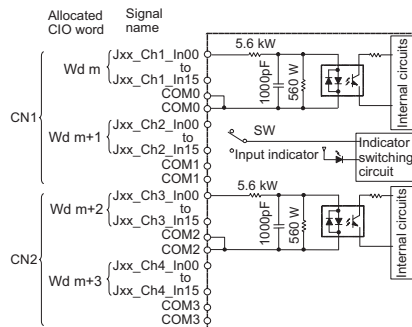 Allocated
CIO word
Signal
name
CN1
Wd m
Jxx_Ch1_In00
to
Jxx_Ch1_In15
COM0
COM0
Wd m+1
Jxx_Ch2_In00
to
Jxx_Ch2_In15
COM1
COM1
CN2
Wd m+2
Jxx_Ch3_In00
to
Jxx_Ch3_In15
COM2
COM2
Wd m+3
Jxx_Ch4_In00
to
Jxx_Ch4_In15
COM3
COM3
5.6 kW
1000pF
560 W
Internal circuits
SW
Input indicator
Indicator
switching
circuit
5.6 kW
1000pF
560 W
Internal circuits